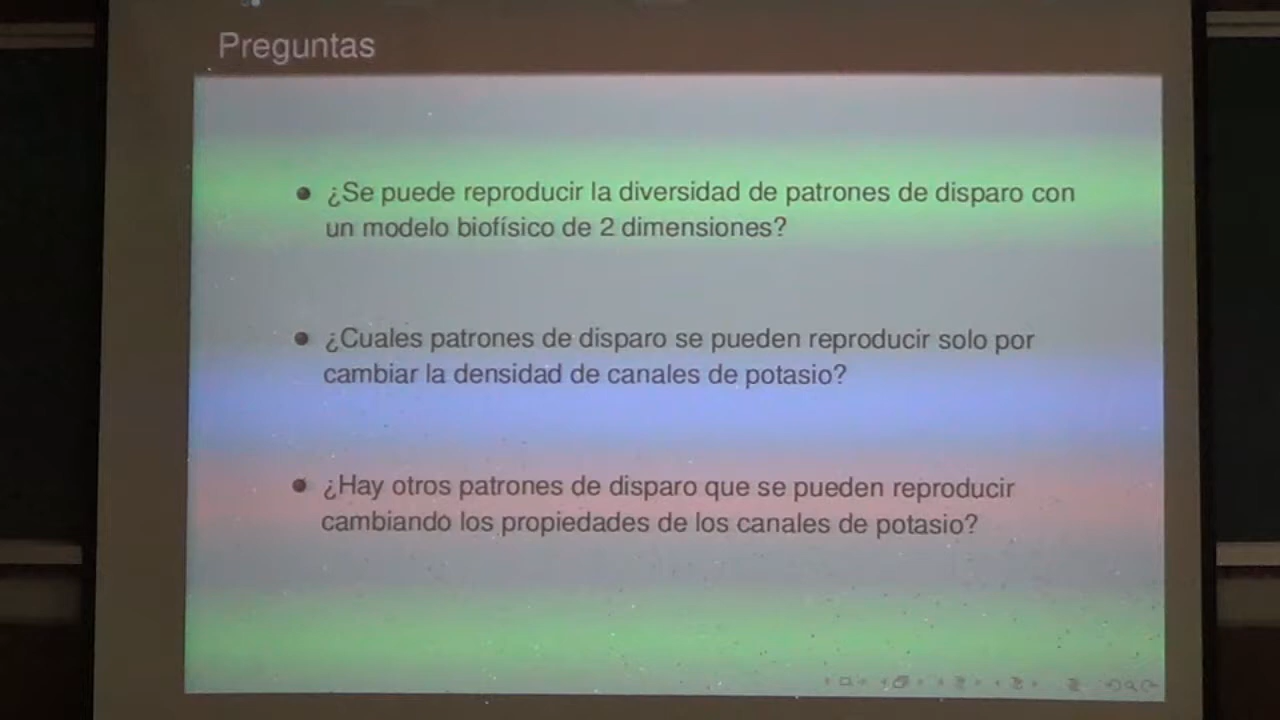 Preguntas
¿Se puede reproducir la diversidad de patrones de disparo con
un modelo biofísico de 2 dimensiones?
¿Cuales patrones de disparo se pueden reproducir solo por
cambiar la densidad de canales de potasio?
¿Hay otros patrones de disparo que se pueden reproducir
cambiando los propiedades de los canales de potasio?